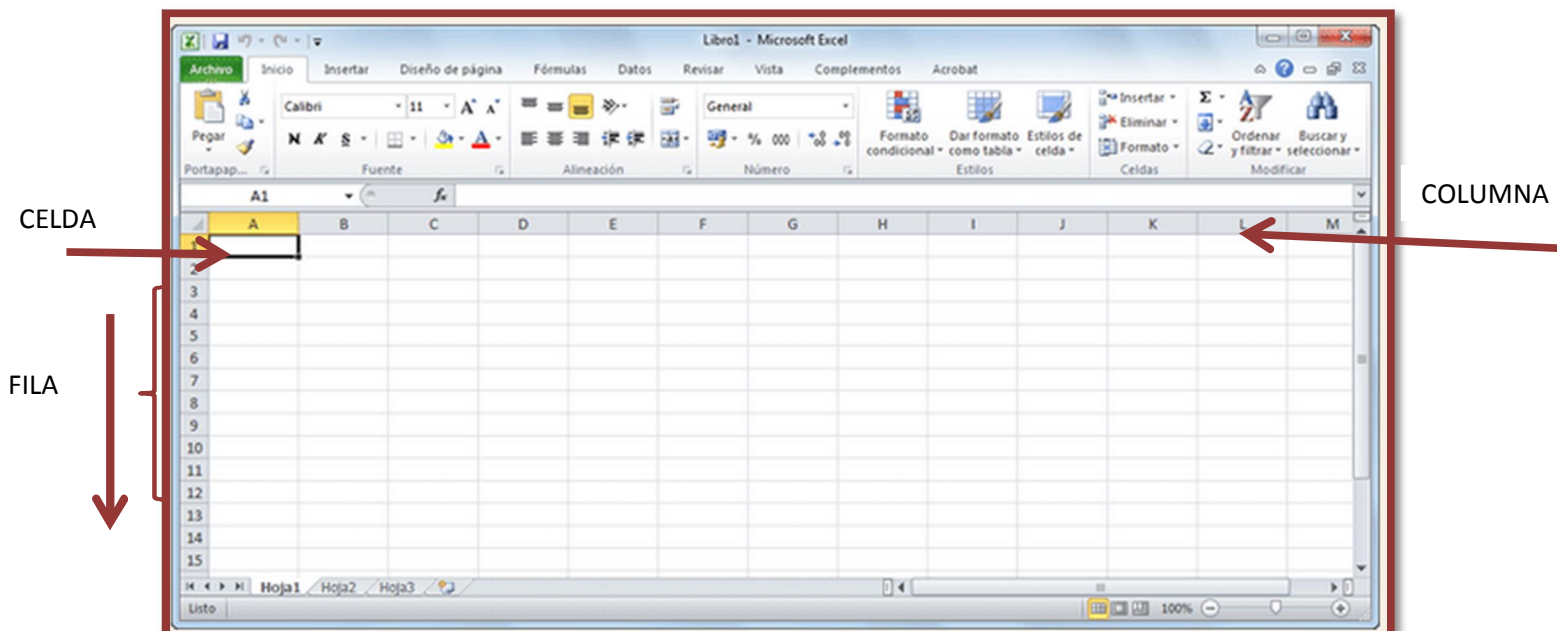 Libro1 - Microsoft Excel
Archivo Inicio Insertar Diseño de página Fórmulas Datos Revisar Vista Complementos Acrobat
Pegar
Calibri 11 A A
N K S A
General
% 000
Formato condicional
Dar formato como tabla
Estilos de celda
Insertar
Eliminar
Formato
Σ
Ordenar y filtrar
Buscar y seleccionar
Portapap... Fuente Alineación Número Estilos Celdas Modificar
A1 fx
COLUMNA
CELDA
A B C D E F G H I J K L M
1
2
3
4
5
6
7
FILA
8
9
10
11
12
13
14
15
Hoja1 Hoja2 Hoja3
Listo 100%